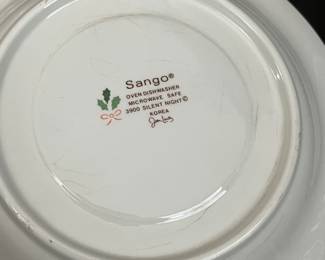 Sango®
OVEN DISHWASHER
MICROWAVE SAFE
3900 SILENT NIGHT©
KOREA